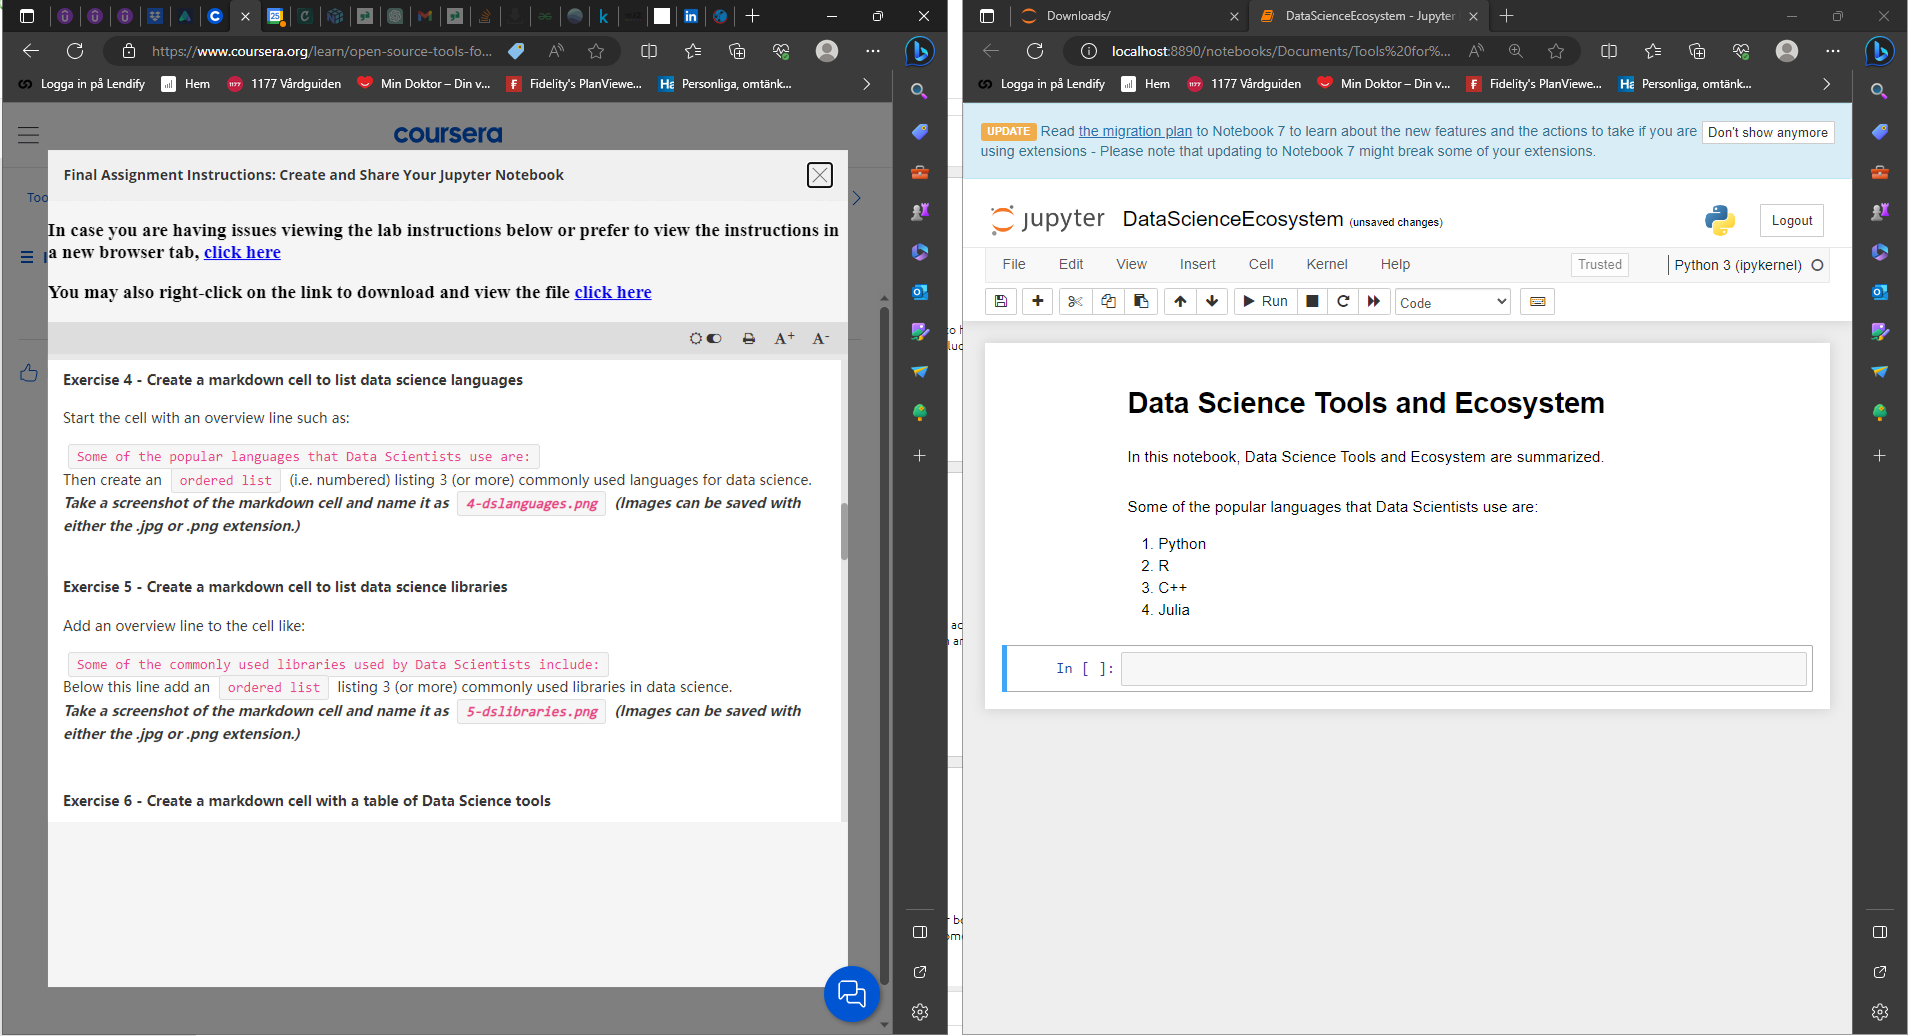 https://www.coursera.org/learn/open-source-tools-fo...
Logga in på Lendify
Hem
1177 Vårdguiden
Min Doktor – Din v...
Fidelity's PlanViewe...
Personliga, omtänk...
coursera
Final Assignment Instructions: Create and Share Your Jupyter Notebook
Too
In case you are having issues viewing the lab instructions below or prefer to view the instructions in
a new browser tab, click here
You may also right-click on the link to download and view the file click here
A+ A-
Exercise 4 - Create a markdown cell to list data science languages
Start the cell with an overview line such as:
Some of the popular languages that Data Scientists use are:
Then create an ordered list (i.e. numbered) listing 3 (or more) commonly used languages for data science.
Take a screenshot of the markdown cell and name it as 4-dslanguages.png (Images can be saved with
either the .jpg or .png extension.)
Exercise 5 - Create a markdown cell to list data science libraries
Add an overview line to the cell like:
Some of the commonly used libraries used by Data Scientists include:
Below this line add an ordered list listing 3 (or more) commonly used libraries in data science.
Take a screenshot of the markdown cell and name it as 5-dslibraries.png (Images can be saved with
either the .jpg or .png extension.)
Exercise 6 - Create a markdown cell with a table of Data Science tools
Downloads/
DataScienceEcosystem - Jupyter
localhost:8890/notebooks/Documents/Tools%20for%...
Logga in på Lendify
Hem
1177 Vårdguiden
Min Doktor – Din v...
Fidelity's PlanViewe...
Personliga, omtänk...
UPDATE Read the migration plan to Notebook 7 to learn about the new features and the actions to take if you are
using extensions - Please note that updating to Notebook 7 might break some of your extensions.
Don't show anymore
jupyter DataScienceEcosystem (unsaved changes)
Logout
File Edit View Insert Cell Kernel Help
Trusted
Python 3 (ipykernel)
Run
Code
Data Science Tools and Ecosystem
In this notebook, Data Science Tools and Ecosystem are summarized.
Some of the popular languages that Data Scientists use are:
1. Python
2. R
3. C++
4. Julia
In [ ]: